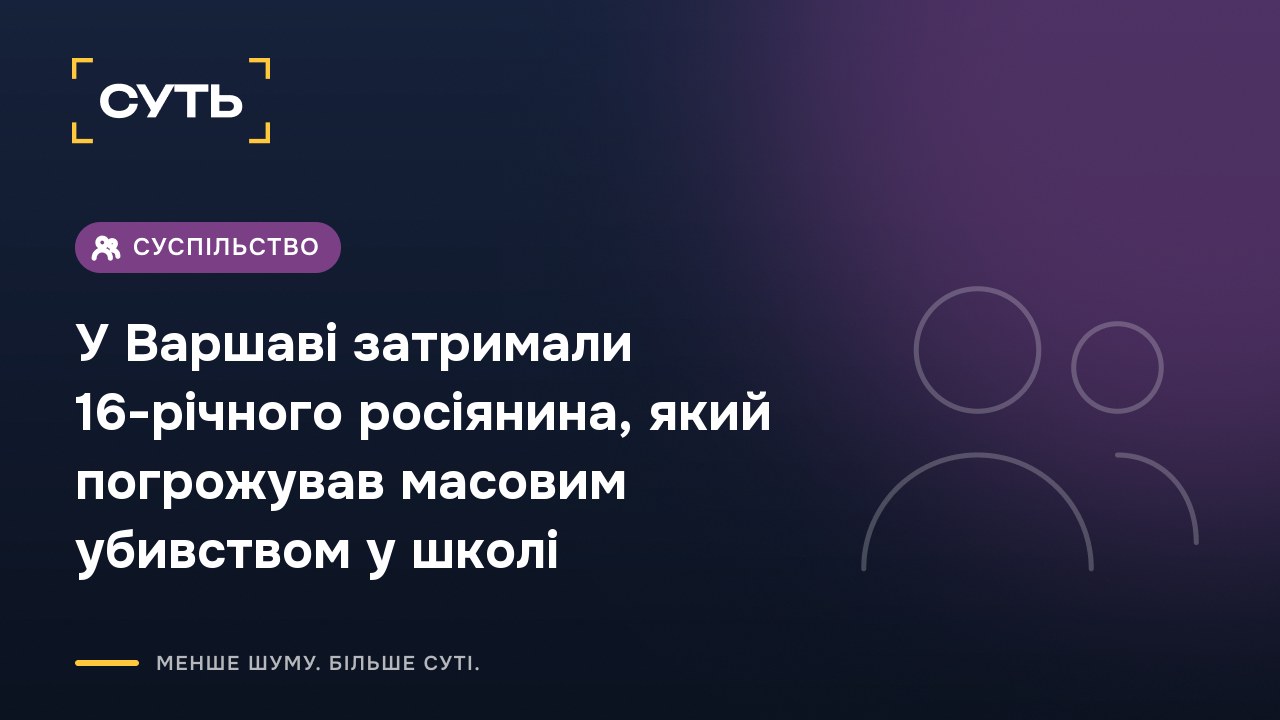 СУТЬ
СУСПІЛЬСТВО
У Варшаві затримали
16-річного росіянина, який
погрожував масовим
убивством у школі
МЕНШЕ ШУМУ. БІЛЬШЕ СУТІ.